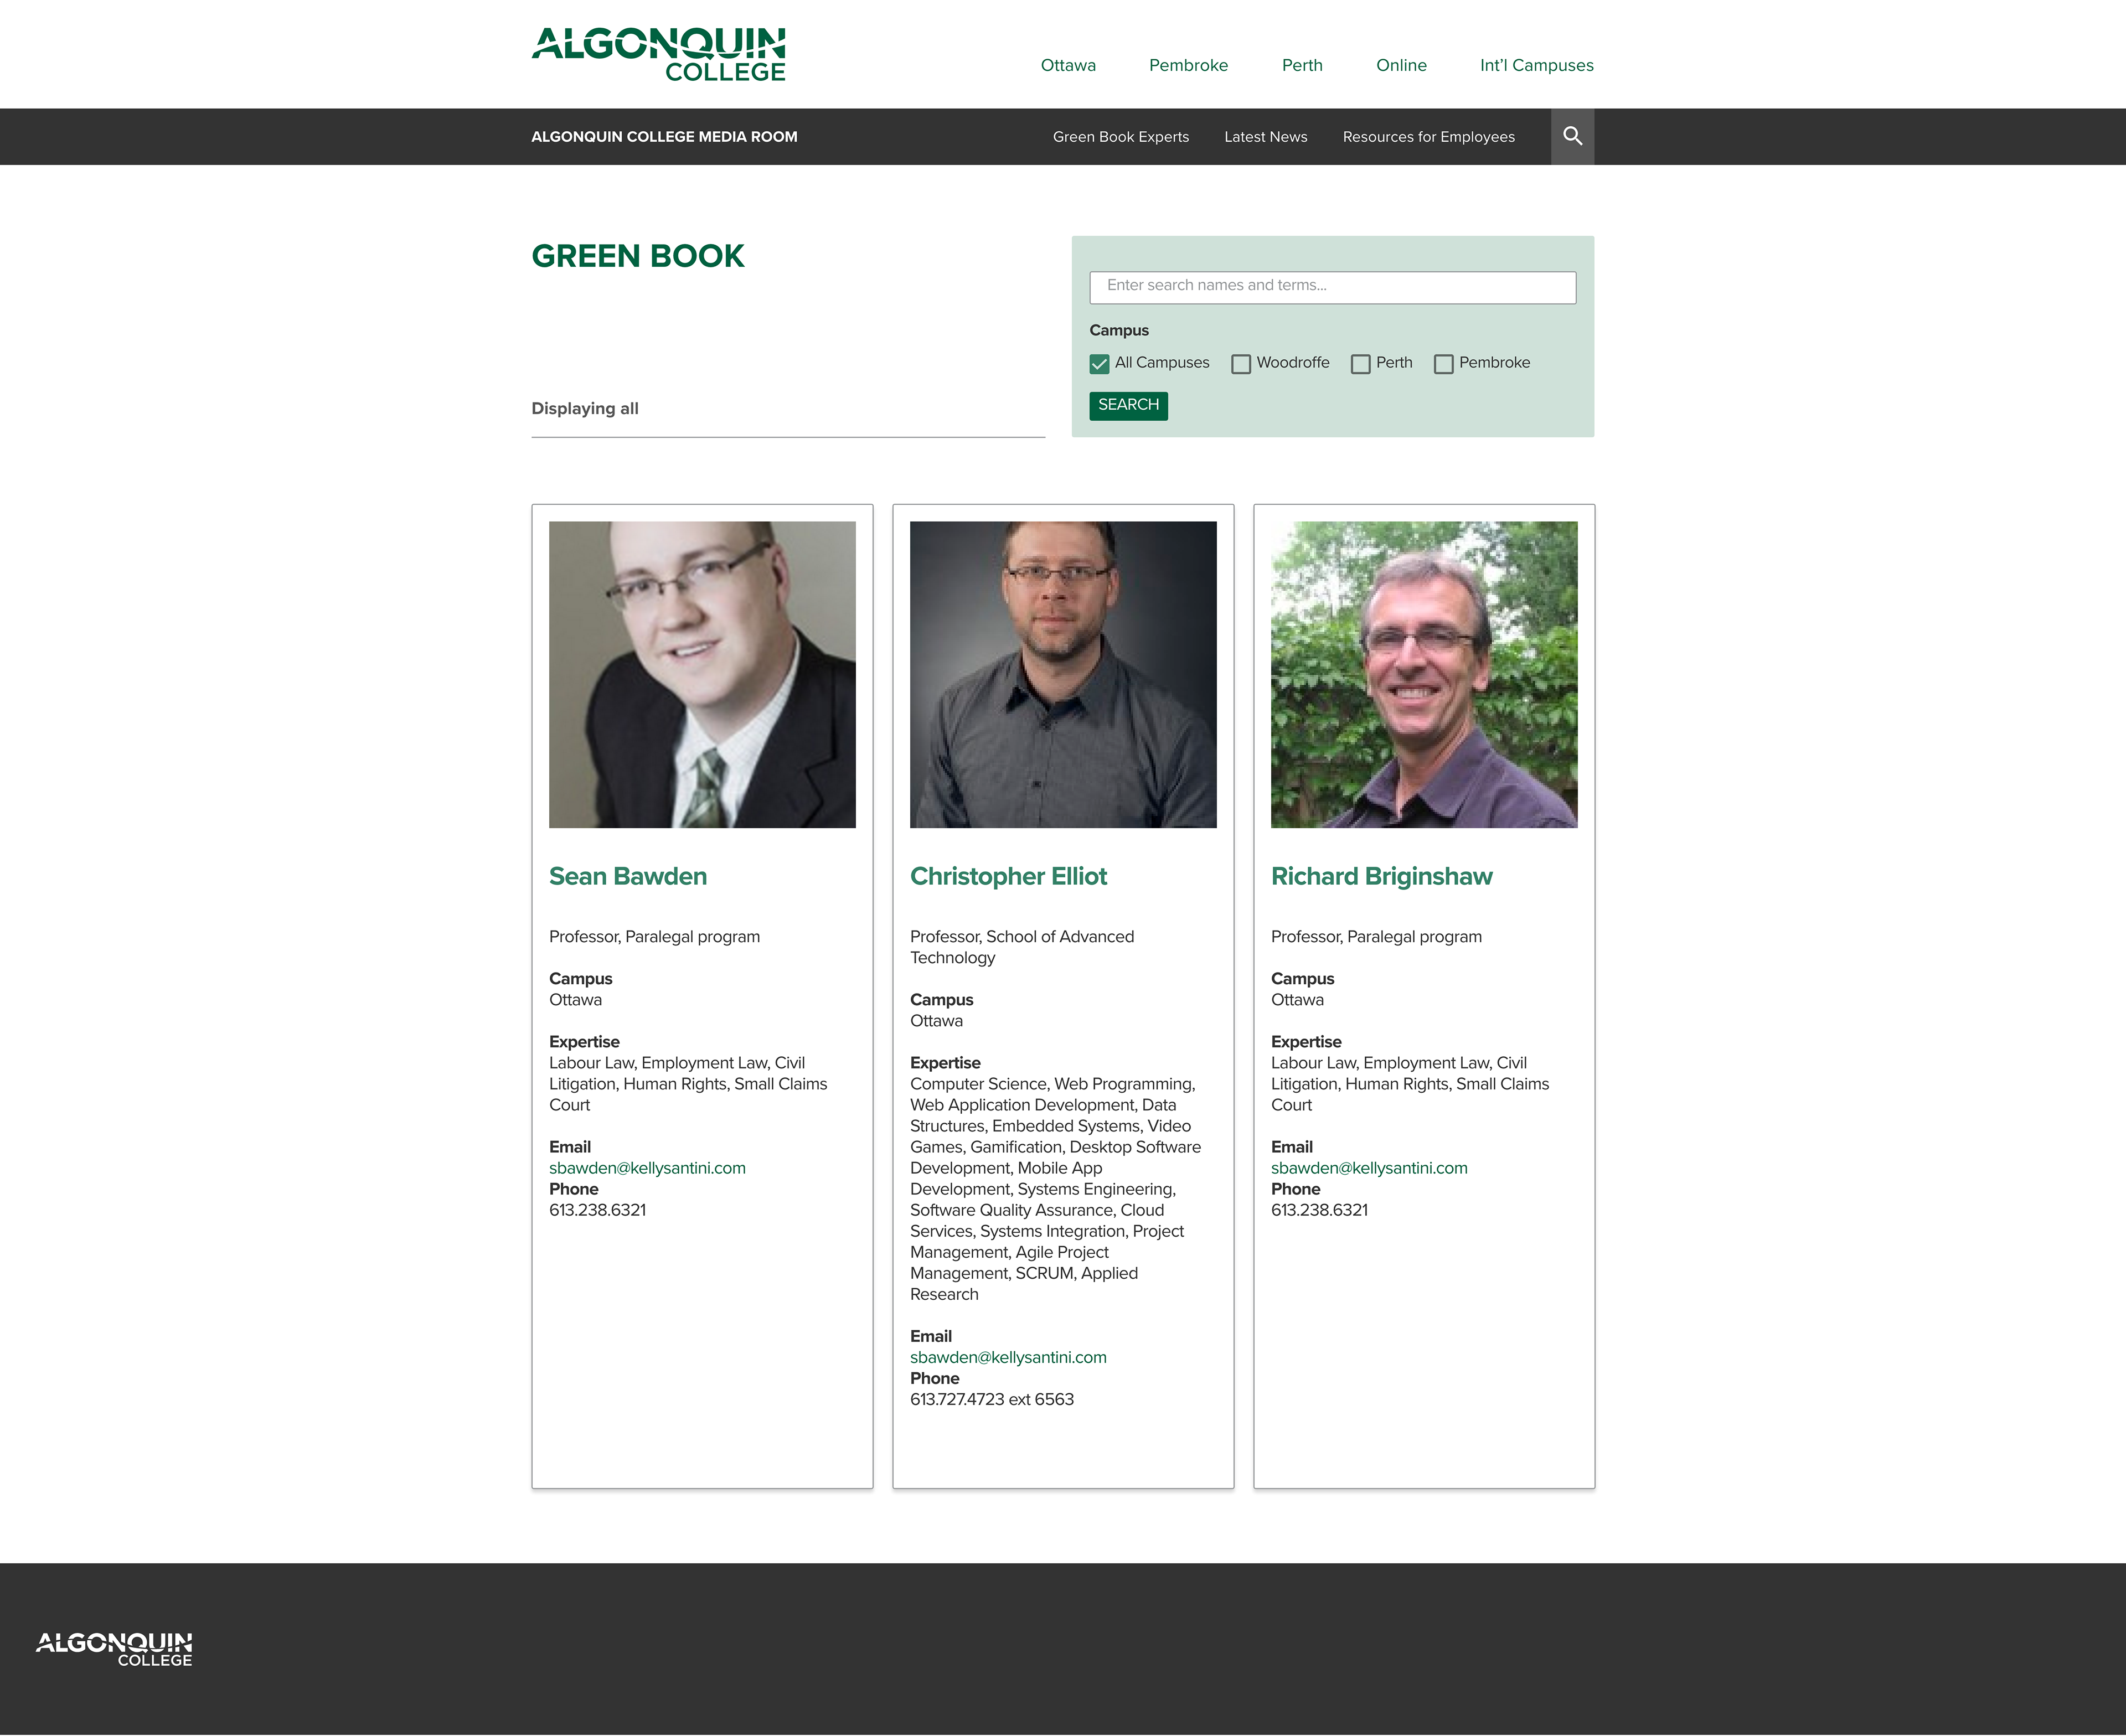 ALGONQUIN
COLLEGE
Ottawa Pembroke Perth Online Int'l Campuses
ALGONQUIN COLLEGE MEDIA ROOM Green Book Experts Latest News Resources for Employees
GREEN BOOK
Displaying all
Enter search names and terms...
Campus
All Campuses Woodroffe Perth Pembroke
SEARCH
Sean Bawden
Professor, Paralegal program
Campus
Ottawa
Expertise
Labour Law, Employment Law, Civil
Litigation, Human Rights, Small Claims
Court
Email
sbawden@kellysantini.com
Phone
613.238.6321
Christopher Elliot
Professor, School of Advanced
Technology
Campus
Ottawa
Expertise
Computer Science, Web Programming,
Web Application Development, Data
Structures, Embedded Systems, Video
Games, Gamification, Desktop Software
Development, Mobile App
Development, Systems Engineering,
Software Quality Assurance, Cloud
Services, Systems Integration, Project
Management, Agile Project
Management, SCRUM, Applied
Research
Email
sbawden@kellysantini.com
Phone
613.727.4723 ext 6563
Richard Briginshaw
Professor, Paralegal program
Campus
Ottawa
Expertise
Labour Law, Employment Law, Civil
Litigation, Human Rights, Small Claims
Court
Email
sbawden@kellysantini.com
Phone
613.238.6321
ALGONQUIN
COLLEGE